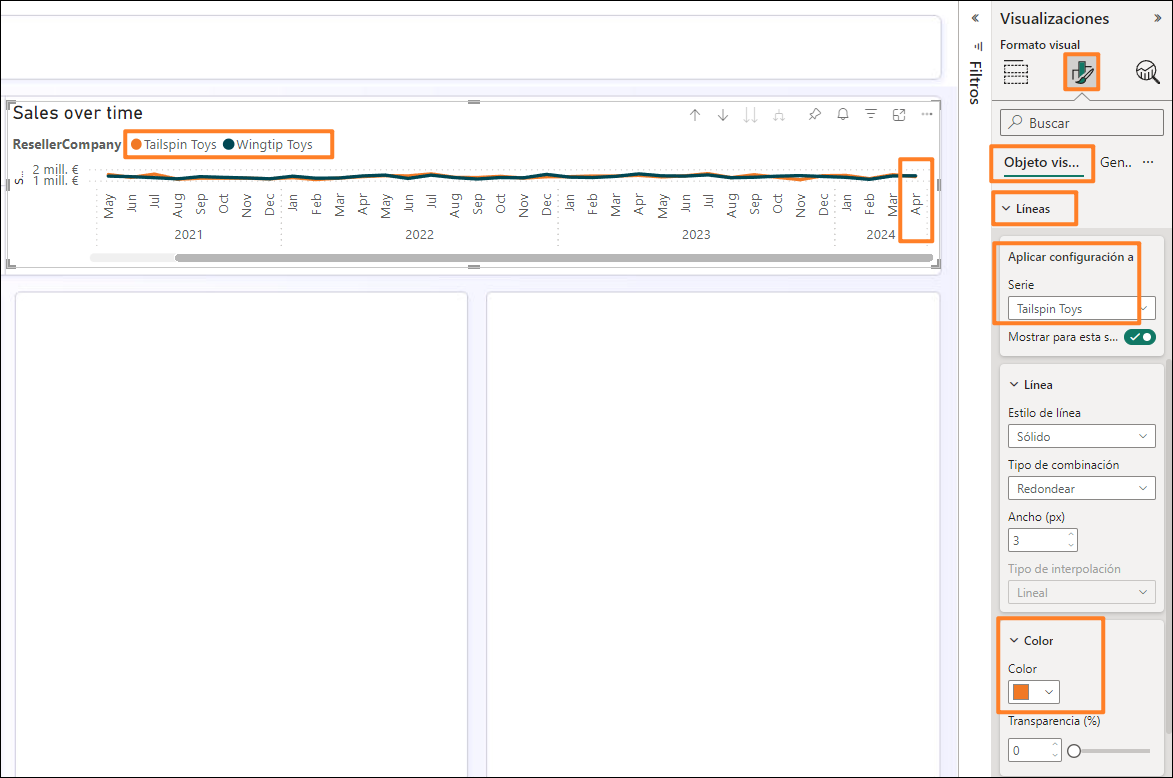 Sales over time
ResellerCompany Tailspin Toys Wingtip Toys
S...
2 mill. €
1 mill. €
May Jun Jul Aug Sep Oct Nov Dec Jan Feb Mar Apr May Jun Jul Aug Sep Oct Nov Dec Jan Feb Mar Apr May Jun Jul Aug Sep Oct Nov Dec Jan Feb Mar Apr
2021 2022 2023 2024
Filtros
Visualizaciones
Formato visual
Buscar
Objeto vis... Gen..
Líneas
Aplicar configuración a
Serie
Tailspin Toys
Mostrar para esta s...
Línea
Estilo de línea
Sólido
Tipo de combinación
Redondear
Ancho (px)
3
Tipo de interpolación
Lineal
Color
Color
Transparencia (%)
0